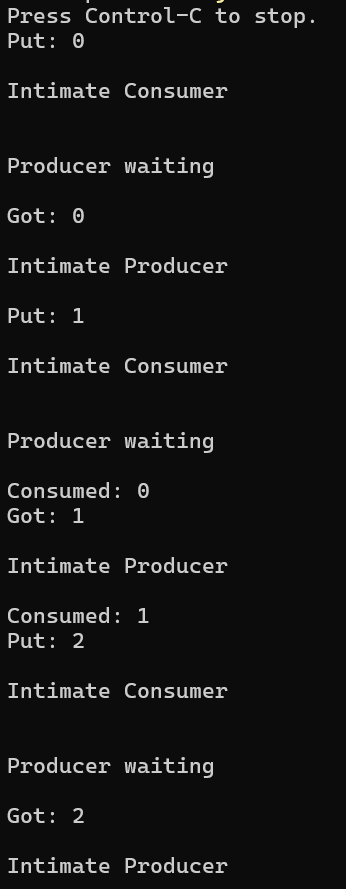 Press Control-C to stop.
Put: 0
Intimate Consumer
Producer waiting
Got: 0
Intimate Producer
Put: 1
Intimate Consumer
Producer waiting
Consumed: 0
Got: 1
Intimate Producer
Consumed: 1
Put: 2
Intimate Consumer
Producer waiting
Got: 2
Intimate Producer